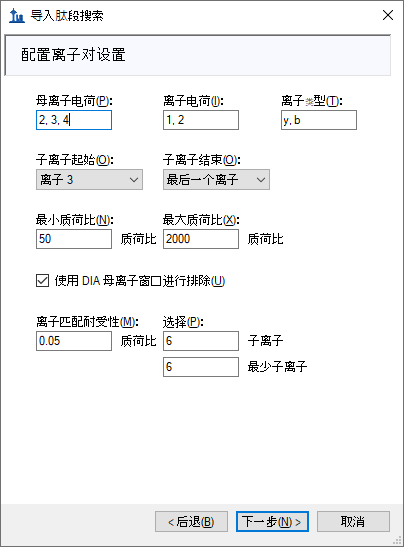 导入肽段搜索
配置离子对设置
母离子电荷(P): 离子电荷(I): 离子类型(T):
2, 3, 4 1, 2 y, b
子离子起始(O): 子离子结束(O):
离子 3 最后一个离子
最小质荷比(N): 最大质荷比(X):
50 质荷比 2000 质荷比
使用 DIA 母离子窗口进行排除(U)
离子匹配耐受性(M): 选择(P):
0.05 质荷比 6 子离子
6 最少子离子
< 后退(B) 下一步(N) > 取消